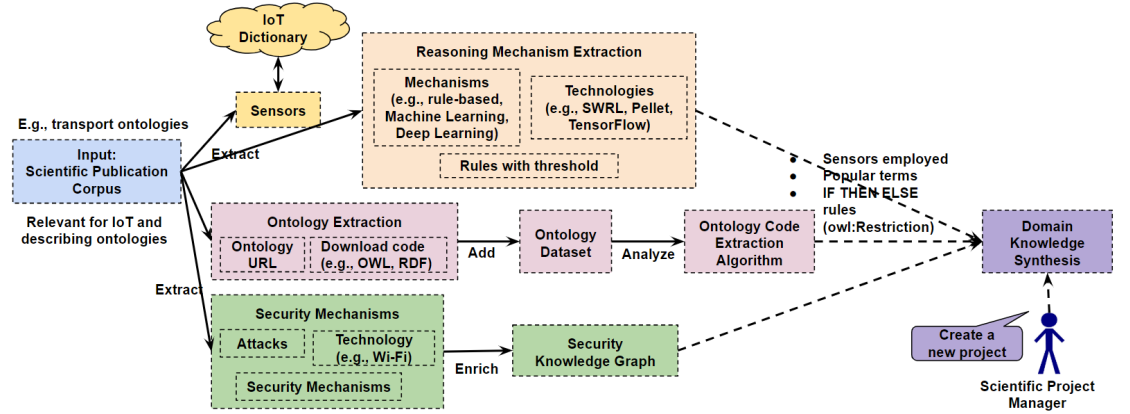 IoT
Dictionary
Sensors
E.g., transport ontologies
Input:
Scientific Publication
Corpus
Relevant for IoT and
describing ontologies
Extract
Extract
Reasoning Mechanism Extraction
Mechanisms
(e.g., rule-based,
Machine Learning,
Deep Learning)
Technologies
(e.g., SWRL, Pellet,
TensorFlow)
Rules with threshold
Ontology Extraction
Ontology
URL
Download code
(e.g., OWL, RDF)
Add
Ontology
Dataset
Analyze
Ontology Code
Extraction
Algorithm
● Sensors employed
● Popular terms
● IF THEN ELSE
rules
(owl:Restriction)
Domain
Knowledge
Synthesis
Security Mechanisms
Attacks
Technology
(e.g., Wi-Fi)
Security Mechanisms
Enrich
Security
Knowledge Graph
Create a
new project
Scientific Project
Manager